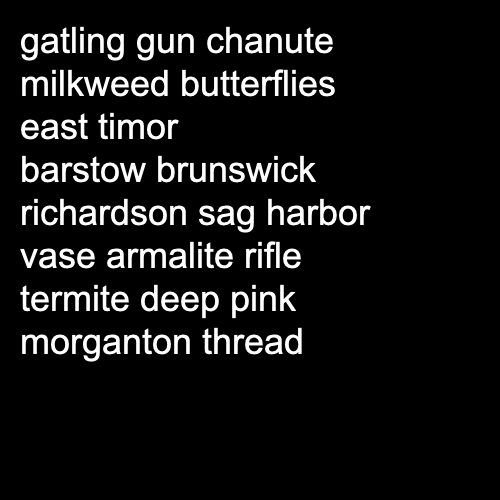 gatling gun chanute
milkweed butterflies
east timor
barstow brunswick
richardson sag harbor
vase armalite rifle
termite deep pink
morganton thread